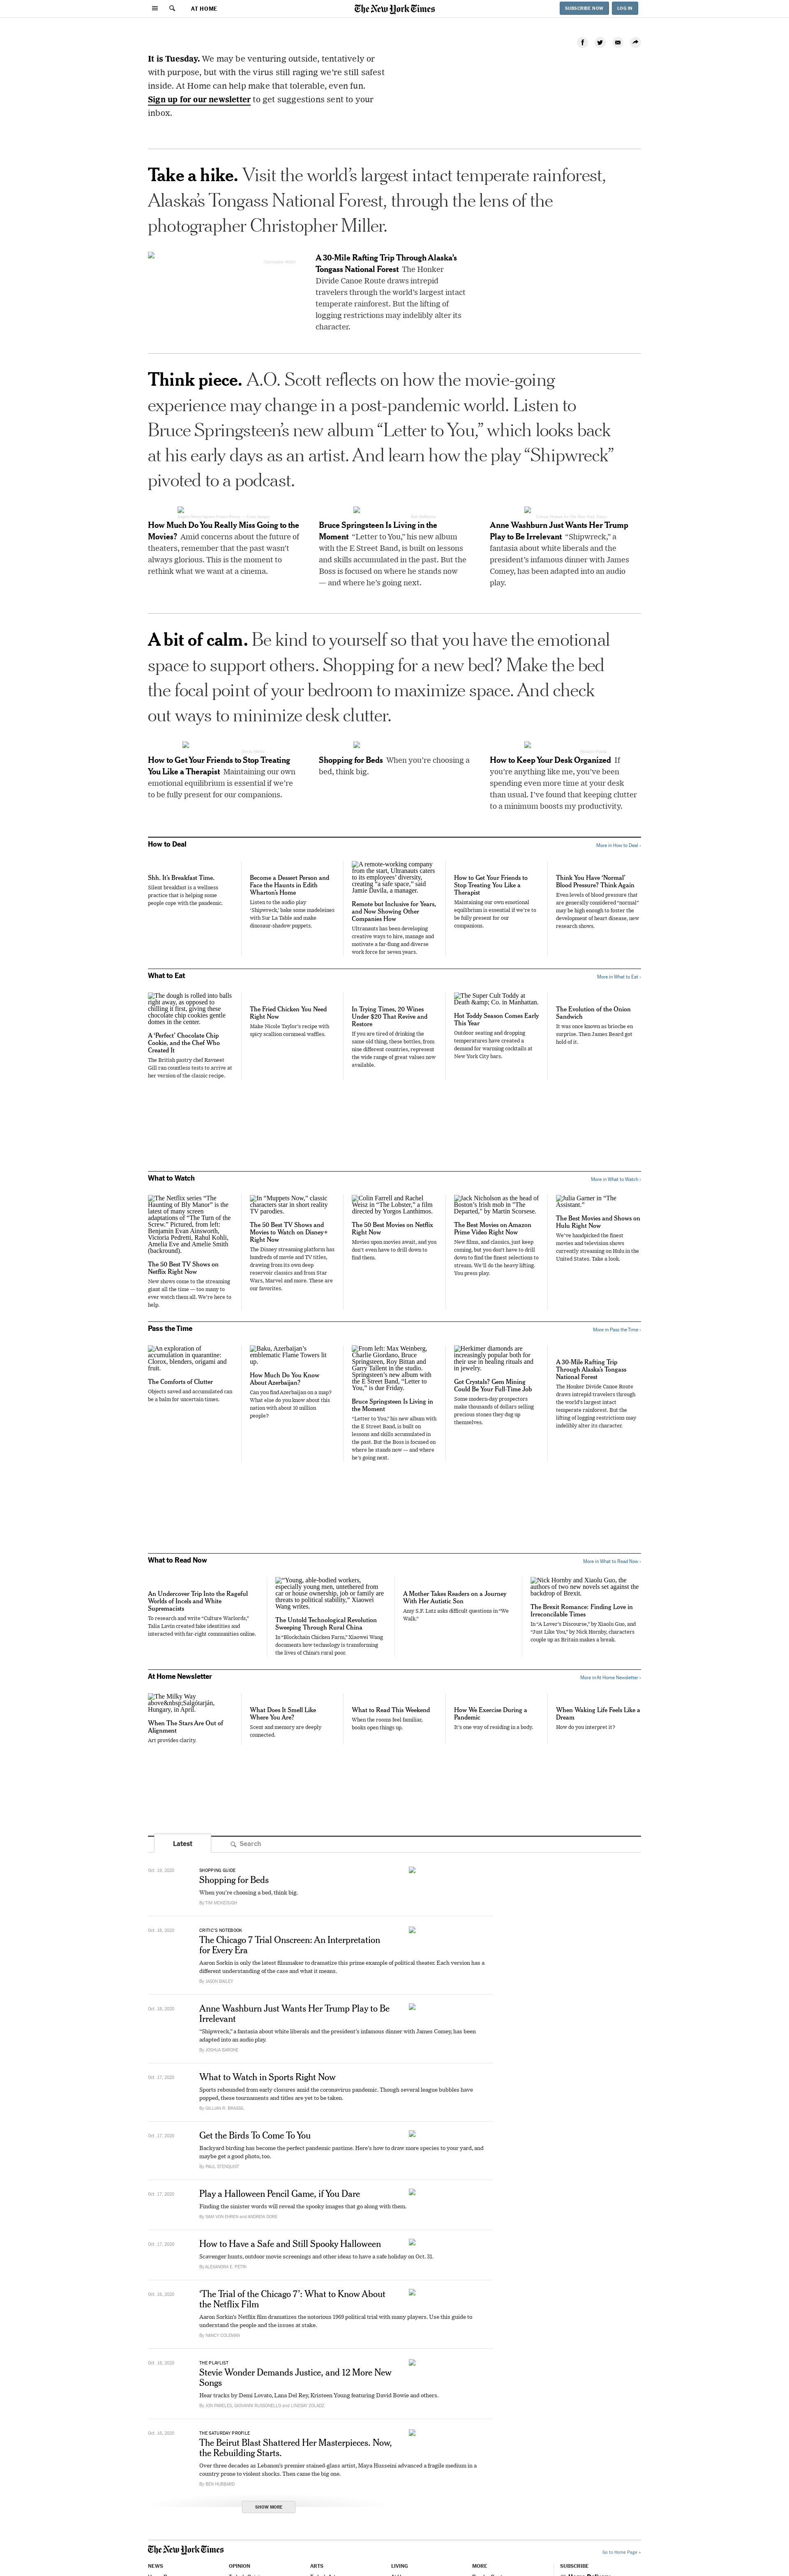 AT HOME
The New York Times
SUBSCRIBE NOW
LOG IN
It is Tuesday. We may be venturing outside, tentatively or
with purpose, but with the virus still raging we're still safest
inside. At Home can help make that tolerable, even fun.
Sign up for our newsletter to get suggestions sent to your
inbox.
Take a hike. Visit the world's largest intact temperate rainforest,
Alaska's Tongass National Forest, through the lens of the
photographer Christopher Miller.
Christopher Miller
A 30-Mile Rafting Trip Through Alaska's
Tongass National Forest The Honker
Divide Canoe Route draws intrepid
travelers through the world's largest intact
temperate rainforest. But the lifting of
logging restrictions may indelibly alter its
character.
Think piece. A.O. Scott reflects on how the movie-going
experience may change in a post-pandemic world. Listen to
Bruce Springsteen's new album “Letter to You,” which looks back
at his early days as an artist. And learn how the play “Shipwreck”
pivoted to a podcast.
How Much Do You Really Miss Going to the
Movies? Amid concerns about the future of
theaters, remember that the past wasn't
always glorious. This is the moment to
rethink what we want at a cinema.
Bruce Springsteen Is Living in the
Moment “Letter to You,” his new album
with the E Street Band, is built on lessons
and skills accumulated in the past. But the
Boss is focused on where he stands now
— and where he's going next.
Anne Washburn Just Wants Her Trump
Play to Be Irrelevant “Shipwreck,” a
fantasia about white liberals and the
president's infamous dinner with James
Comey, has been adapted into an audio
play.
A bit of calm. Be kind to yourself so that you have the emotional
space to support others. Shopping for a new bed? Make the bed
the focal point of your bedroom to maximize space. And check
out ways to minimize desk clutter.
How to Get Your Friends to Stop Treating
You Like a Therapist Maintaining our own
emotional equilibrium is essential if we're
to be fully present for our companions.
Shopping for Beds When you're choosing a
bed, think big.
How to Keep Your Desk Organized If
you're anything like me, you've been
spending even more time at your desk
than usual. I've found that keeping clutter
to a minimum boosts my productivity.
How to Deal
More in How to Deal ›
Shh. It's Breakfast Time.
Silent breakfast is a wellness
practice that is helping some
people cope with the pandemic.
Become a Dessert Person and
Face the Haunts in Edith
Wharton's Home
Listen to the audio play
'Shipwreck,' bake some madeleines
with Sur La Table and make
dinosaur-shadow puppets.
A remote-working company
from the start, Ultranauts caters
to its employees' diversity,
creating “a safe space,” said
Jamie Davila, a manager.
Remote but Inclusive for Years,
and Now Showing Other
Companies How
Ultranauts has been developing
creative ways to hire, manage and
motivate a far-flung and diverse
work force for seven years.
How to Get Your Friends to
Stop Treating You Like a
Therapist
Maintaining our own emotional
equilibrium is essential if we're to
be fully present for our
companions.
Think You Have 'Normal'
Blood Pressure? Think Again
Even levels of blood pressure that
are generally considered “normal”
may be high enough to foster the
development of heart disease, new
research shows.
What to Eat
More in What to Eat ›
The dough is rolled into balls
right away, as opposed to
chilling it first, giving these
chocolate chip cookies gentle
domes in the center.
A 'Perfect' Chocolate Chip
Cookie, and the Chef Who
Created It
The British pastry chef Ravneet
Gill ran countless tests to arrive at
her version of the classic recipe.
The Fried Chicken You Need
Right Now
Make Nicole Taylor's recipe with
spicy scallion cornmeal waffles.
In Trying Times, 20 Wines
Under $20 That Revive and
Restore
If you are tired of drinking the
same old thing, these bottles, from
nine different countries, represent
the wide range of great values now
available.
The Super Cult Toddy at
Death &amp; Co. in Manhattan.
Hot Toddy Season Comes Early
This Year
Outdoor seating and dropping
temperatures have created a
demand for warming cocktails at
New York City bars.
The Evolution of the Onion
Sandwich
It was once known as brioche en
surprise. Then James Beard got
hold of it.
What to Watch
More in What to Watch ›
The Netflix series “The
Haunting of Bly Manor” is the
latest of many screen
adaptations of “The Turn of the
Screw.” Pictured, from left:
Benjamin Evan Ainsworth,
Victoria Pedretti, Rahul Kohli,
Amelia Eve and Amelie Smith
(backround).
The 50 Best TV Shows on
Netflix Right Now
New shows come to the streaming
giant all the time — too many to
ever watch them all. We're here to
help.
In “Muppets Now,” classic
characters star in short reality
TV parodies.
The 50 Best TV Shows and
Movies to Watch on Disney+
Right Now
The Disney streaming platform has
hundreds of movie and TV titles,
drawing from its own deep
reservoir classics and from Star
Wars, Marvel and more. These are
our favorites.
Colin Farrell and Rachel
Weisz in “The Lobster,” a film
directed by Yorgos Lanthimos.
The 50 Best Movies on Netflix
Right Now
Movies upon movies await, and you
don't even have to drill down to
find them.
Jack Nicholson as the head of
Boston's Irish mob in "The
Departed," by Martin Scorsese.
The Best Movies on Amazon
Prime Video Right Now
New films, and classics, just keep
coming, but you don't have to drill
down to find the finest selections to
stream. We'll do the heavy lifting.
You press play.
Julia Garner in “The
Assistant.”
The Best Movies and Shows on
Hulu Right Now
We've handpicked the finest
movies and television shows
currently streaming on Hulu in the
United States. Take a look.
Pass the Time
More in Pass the Time ›
An exploration of
accumulation in quarantine:
Clorox, blenders, origami and
fruit.
The Comforts of Clutter
Objects saved and accumulated can
be a balm for uncertain times.
Baku, Azerbaijan's
emblematic Flame Towers lit
up.
How Much Do You Know
About Azerbaijan?
Can you find Azerbaijan on a map?
What else do you know about this
nation with about 10 million
people?
From left: Max Weinberg,
Charlie Giordano, Bruce
Springsteen, Roy Bittan and
Garry Tallent in the studio.
Springsteen's new album with
the E Street Band, “Letter to
You,” is due Friday.
Bruce Springsteen Is Living in
the Moment
“Letter to You,” his new album with
the E Street Band, is built on
lessons and skills accumulated in
the past. But the Boss is focused on
where he stands now — and where
he's going next.
Herkimer diamonds are
increasingly popular both for
their use in healing rituals and
in jewelry.
Got Crystals? Gem Mining
Could Be Your Full-Time Job
Some modern-day prospectors
make thousands of dollars selling
precious stones they dug up
themselves.
A 30-Mile Rafting Trip
Through Alaska's Tongass
National Forest
The Honker Divide Canoe Route
draws intrepid travelers through
the world's largest intact
temperate rainforest. But the
lifting of logging restrictions may
indelibly alter its character.
What to Read Now
More in What to Read Now ›
An Undercover Trip Into the Rageful
Worlds of Incels and White
Supremacists
To research and write “Culture Warlords,”
Talia Lavin created fake identities and
interacted with far-right communities online.
“Young, able-bodied workers,
especially young men, untethered from
car or house ownership, job or family are
threats to political stability,” Xiaowei
Wang writes.
The Untold Technological Revolution
Sweeping Through Rural China
In “Blockchain Chicken Farm,” Xiaowei Wang
documents how technology is transforming
the lives of China's rural poor.
A Mother Takes Readers on a Journey
With Her Autistic Son
Amy S.F. Lutz asks difficult questions in “We
Walk.”
Nick Hornby and Xiaolu Guo, the
authors of two new novels set against the
backdrop of Brexit.
The Brexit Romance: Finding Love in
Irreconcilable Times
In “A Lover's Discourse,” by Xiaolu Guo, and
“Just Like You,” by Nick Hornby, characters
couple up as Britain makes a break.
At Home Newsletter
More in At Home Newsletter ›
The Milky Way
above&nbsp;Salgótarján,
Hungary, in April.
When The Stars Are Out of
Alignment
Art provides clarity.
What Does It Smell Like
Where You Are?
Scent and memory are deeply
connected.
What to Read This Weekend
When the rooms feel familiar,
books open things up.
How We Exercise During a
Pandemic
It's one way of residing in a body.
When Waking Life Feels Like a
Dream
How do you interpret it?
Latest
Search
Oct. 19, 2020
SHOPPING GUIDE
Shopping for Beds
When you're choosing a bed, think big.
By TIM MCKEOUGH
Oct. 18, 2020
CRITIC'S NOTEBOOK
The Chicago 7 Trial Onscreen: An Interpretation
for Every Era
Aaron Sorkin is only the latest filmmaker to dramatize this prime example of political theater. Each version has a
different understanding of the case and what it means.
By JASON BAILEY
Oct. 18, 2020
Anne Washburn Just Wants Her Trump Play to Be
Irrelevant
“Shipwreck,” a fantasia about white liberals and the president's infamous dinner with James Comey, has been
adapted into an audio play.
By JOSHUA BARONE
Oct. 17, 2020
What to Watch in Sports Right Now
Sports rebounded from early closures amid the coronavirus pandemic. Though several league bubbles have
popped, these tournaments and titles are yet to be taken.
By GILLIAN R. BRASSIL
Oct. 17, 2020
Get the Birds To Come To You
Backyard birding has become the perfect pandemic pastime. Here's how to draw more species to your yard, and
maybe get a good photo, too.
Oct. 17, 2020
Play a Halloween Pencil Game, if You Dare
Finding the sinister words will reveal the spooky images that go along with them.
By SAM VON EHREN and ANDREW DORE
Oct. 17, 2020
How to Have a Safe and Still Spooky Halloween
Scavenger hunts, outdoor movie screenings and other ideas to have a safe holiday on Oct. 31.
By ALEXANDRA E. PETRI
Oct. 16, 2020
‘The Trial of the Chicago 7’: What to Know About
the Netflix Film
Aaron Sorkin's Netflix film dramatizes the notorious 1969 political trial with many players. Use this guide to
understand the people and the issues at stake.
By NANCY COLEMAN
Oct. 16, 2020
THE PLAYLIST
Stevie Wonder Demands Justice, and 12 More New
Songs
Hear tracks by Demi Lovato, Lana Del Rey, Kristeen Young featuring David Bowie and others.
By JON PARELES, GIOVANNI RUSSONELLO and LINDSAY ZOLADZ
Oct. 16, 2020
THE SATURDAY PROFILE
The Beirut Blast Shattered Her Masterpieces. Now,
the Rebuilding Starts.
Over three decades as Lebanon's premier stained-glass artist, Maya Husseini advanced a fragile medium in a
country prone to violent shocks. Then came the big one.
By BEN HUBBARD
SHOW MORE
The New York Times
Go to Home Page »
NEWS
OPINION
ARTS
LIVING
MORE
SUBSCRIBE